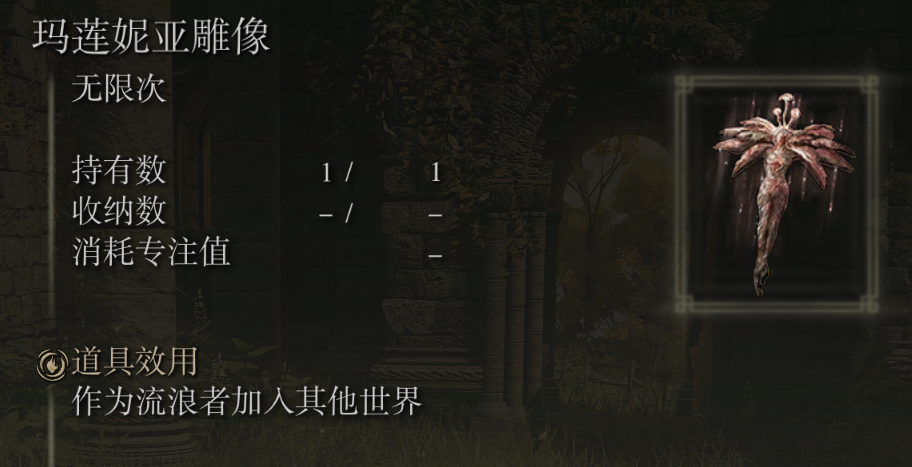 玛莲妮亚雕像
无限次
持有数 1 / 1
收纳数 – / –
消耗专注值 –
道具效用
作为流浪者加入其他世界